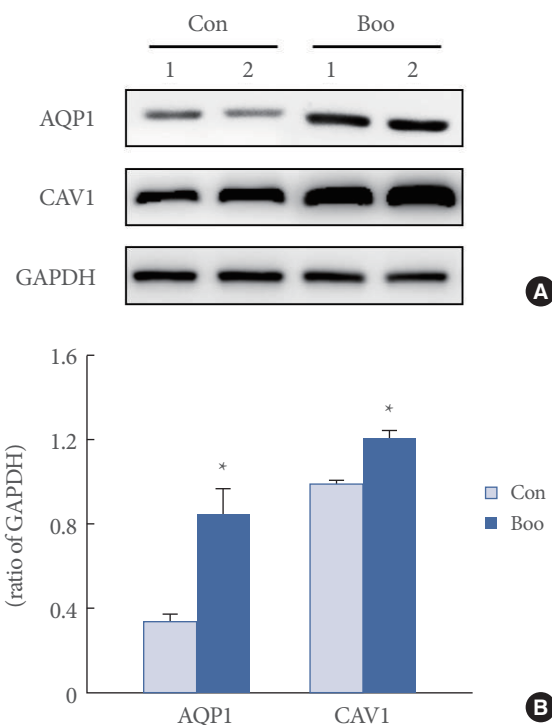 Con Boo
1 2 1 2
AQP1
CAV1
GAPDH
A
1.6
1.2
0.8
0.4
0
(ratio of GAPDH)
*
*
Con
Boo
AQP1 CAV1
B